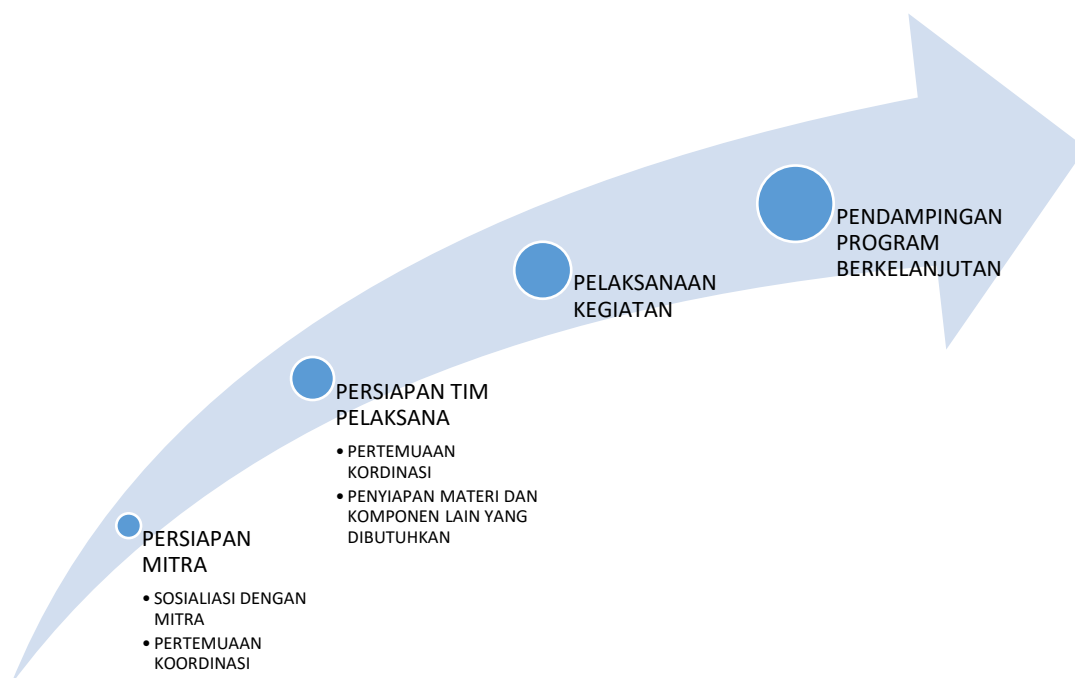 PERSIAPAN
MITRA
• SOSIALIASI DENGAN
MITRA
• PERTEMUAAN
KOORDINASI
PERSIAPAN TIM
PELAKSANA
• PERTEMUAAN
KORDINASI
• PENYIAPAN MATERI DAN
KOMPONEN LAIN YANG
DIBUTUHKAN
PELAKSANAAN
KEGIATAN
PENDAMPINGAN
PROGRAM
BERKELANJUTAN